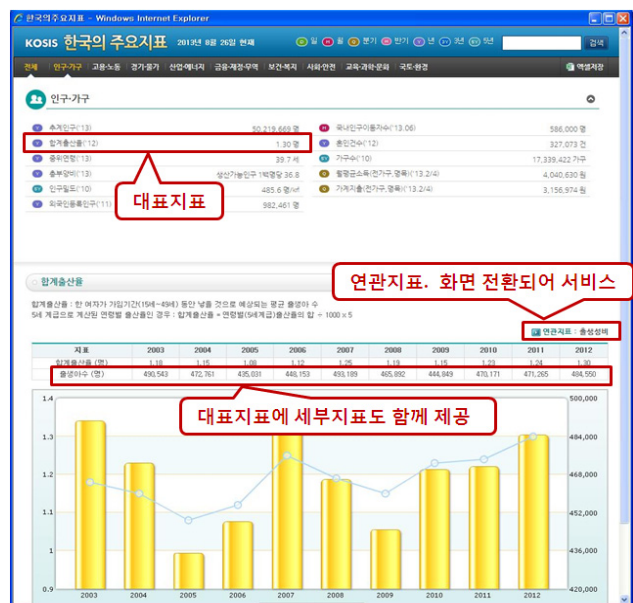 한국의주요지표 - Windows Internet Explorer
KOSIS 한국의 주요지표 2013년 8월 26일 현재 일 월 분기 반기 년 3년 5년 검색
전체 인구·가구 고용·노동 경기·물가 산업·에너지 금융·재정·무역 보건·복지 사회·안전 교육·과학·문화 국토·환경 엑셀저장
인구·가구
추계인구('13) 50,219,669 명 국내인구이동자수('13.06) 586,000 명
합계출산율('12) 1.30 명 혼인건수('12) 327,073 건
중위연령('13) 39.7 세 가구수('10) 17,339,422 가구
총부양비('13) 생산가능인구 1백명당 36.8 월평균소득(전가구,명목)('13.2/4) 4,040,630 원
인구밀도('10) 485.6 명/㎢ 가계지출(전가구,명목)('13.2/4) 3,156,974 원
외국인등록인구('11) 982,461 명
대표지표
합계출산율
연관지표. 화면 전환되어 서비스
합계출산율 : 한 여자가 가임기간(15세~49세) 동안 낳을 것으로 예상되는 평균 출생아 수
5세 계급으로 계산된 연령별 출산율인 경우 : 합계출산율 = 연령별(5세계급)출산율의 합 ÷ 1000 × 5
연관지표 : 출생성비
지표 2003 2004 2005 2006 2007 2008 2009 2010 2011 2012
합계출산율 (명) 1.18 1.15 1.08 1.12 1.25 1.19 1.15 1.23 1.24 1.30
출생아수 (명) 490,543 472,761 435,031 448,153 493,189 465,892 444,849 470,171 471,265 484,550
대표지표에 세부지표도 함께 제공
1.4 500,000
1.3 484,000
1.2 468,000
1.1 452,000
1 436,000
0.9 420,000
2003 2004 2005 2006 2007 2008 2009 2010 2011 2012